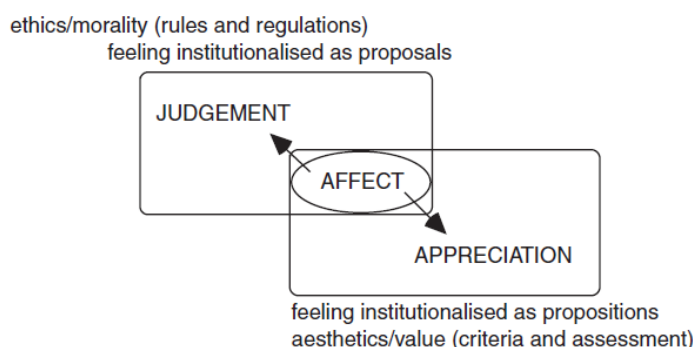 ethics/morality (rules and regulations)
feeling institutionalised as proposals
JUDGEMENT
AFFECT
APPRECIATION
feeling institutionalised as propositions
aesthetics/value (criteria and assessment)